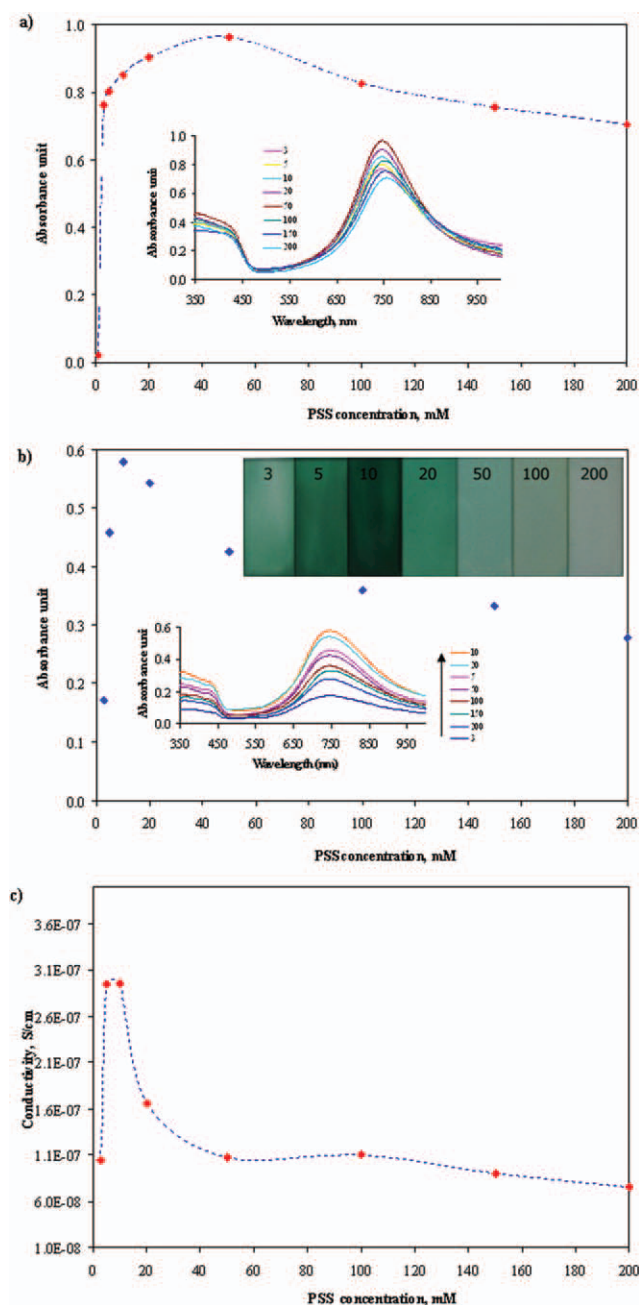 a)
1.0
0.8
0.6
0.4
0.2
0.0
Absorbance unit
0 20 40 60 80 100 120 140 160 180 200
PSS concentration, mM
1.0
0.8
0.6
0.4
0.2
0.0
Absorbance unit
350 450 550 650 750 850 950
Wavelength, nm
3
5
10
20
50
100
150
200
b)
0.6
0.5
0.4
0.3
0.2
0.1
0.0
Absorbance unit
0 20 40 60 80 100 120 140 160 180 200
PSS concentration, mM
3 5 10 20 50 100 200
0.6
0.4
0.2
0.0
Absorbance uni
350 450 550 650 750 850 950
Wavelength (nm)
10
20
5
50
100
150
200
3
c)
3.6E-07
3.1E-07
2.6E-07
2.1E-07
1.6E-07
1.1E-07
6.0E-08
1.0E-08
Conductivity, S/cm
0 20 40 60 80 100 120 140 160 180 200
PSS concentration, mM